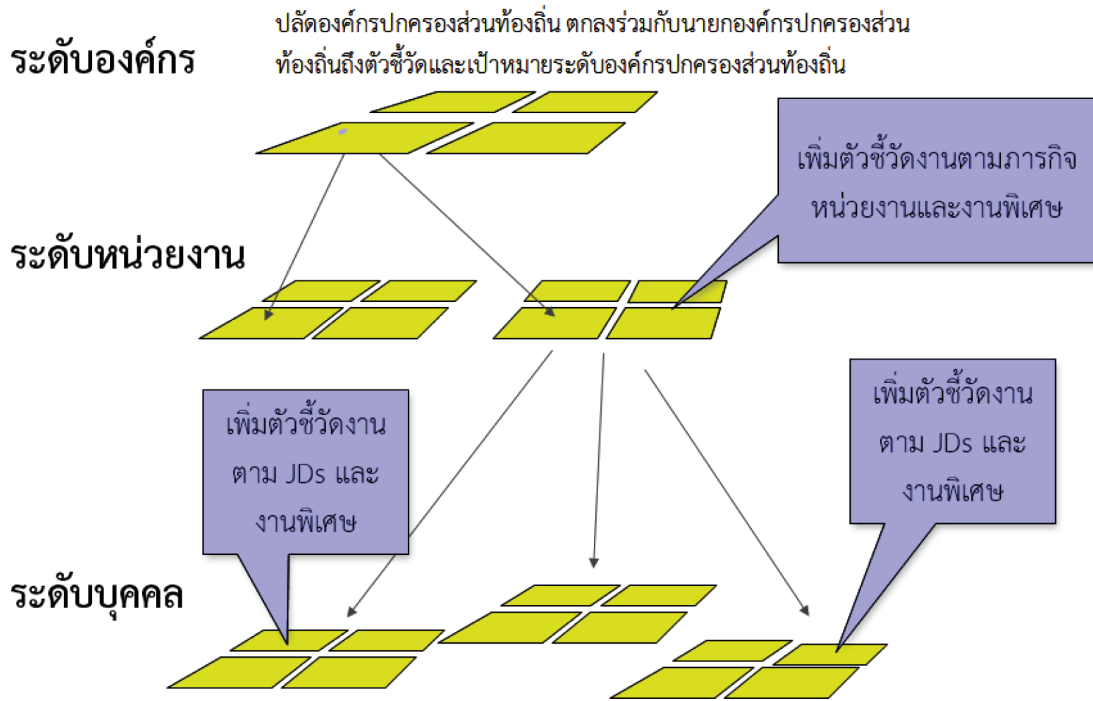 ปลัดองค์กรปกครองส่วนท้องถิ่น ตกลงร่วมกับนายกองค์กรปกครองส่วน
ท้องถิ่นถึงตัวชี้วัดและเป้าหมายระดับองค์กรปกครองส่วนท้องถิ่น
ระดับองค์กร
เพิ่มตัวชี้วัดงานตามภารกิจ
หน่วยงานและงานพิเศษ
ระดับหน่วยงาน
เพิ่มตัวชี้วัดงาน
ตาม JDs และ
งานพิเศษ
เพิ่มตัวชี้วัดงาน
ตาม JDs และ
งานพิเศษ
ระดับบุคคล